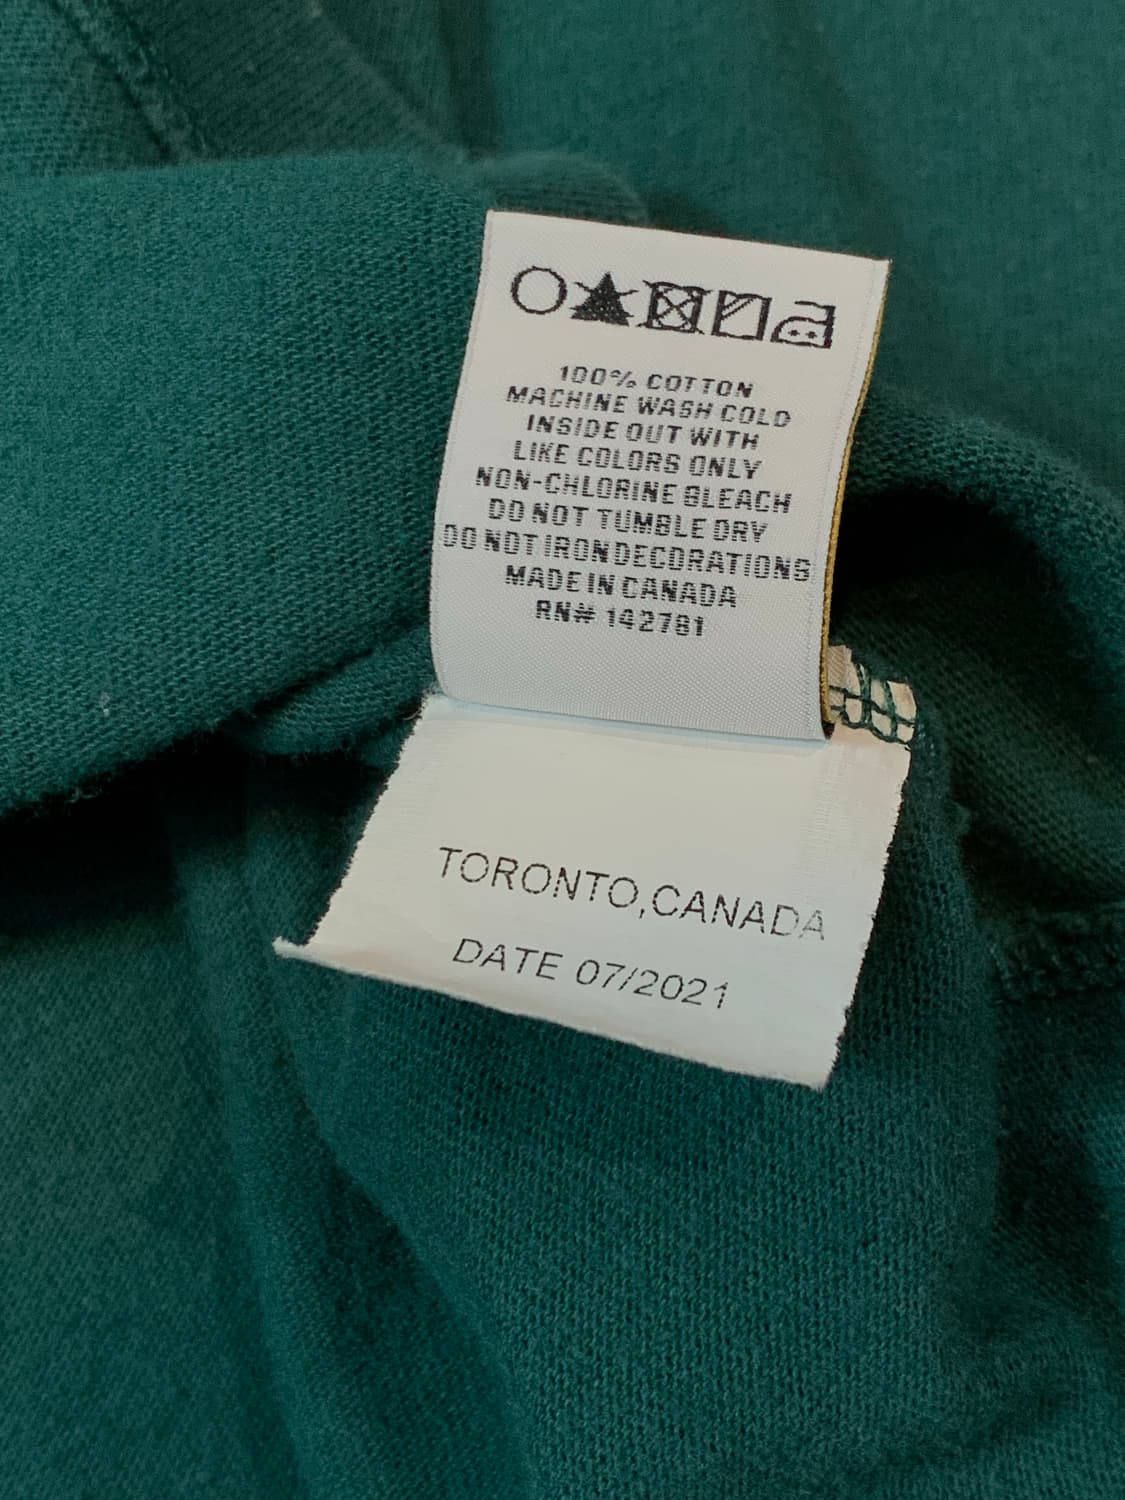 100% COTTON
MACHINE WASH COLD
INSIDE OUT WITH
LIKE COLORS ONLY
NON-CHLORINE BLEACH
DO NOT TUMBLE DRY
DO NOT IRON DECORATIONS
MADE IN CANADA
RN# 142781
TORONTO,CANADA
DATE 07/2021